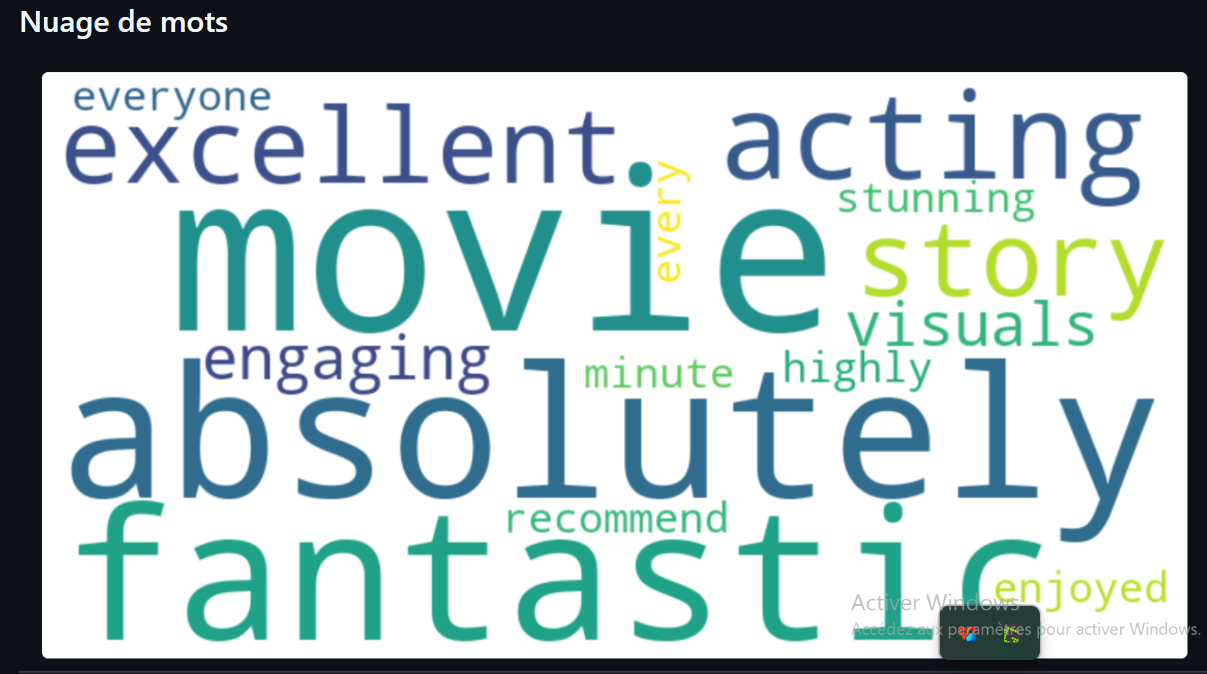 Nuage de mots
everyone
excellent
acting
every
stunning
movie
story
visuals
engaging
minute
highly
absolutely
recommend
fantastic
enjoyed
Activer Windows
Accédez aux paramètres pour activer Windows.